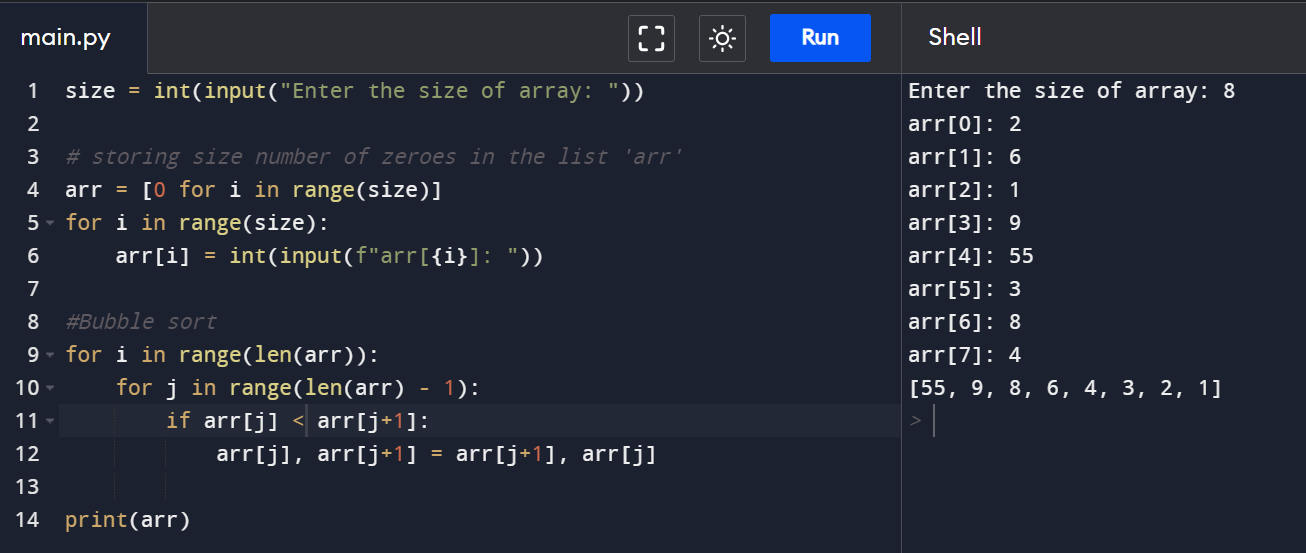 main.py
Run
Shell
1 size = int(input("Enter the size of array: "))
2
3 # storing size number of zeroes in the list 'arr'
4 arr = [0 for i in range(size)]
5 for i in range(size):
6     arr[i] = int(input(f"arr[{i}]: "))
7
8 #Bubble sort
9 for i in range(len(arr)):
10     for j in range(len(arr) - 1):
11         if arr[j] < arr[j+1]:
12             arr[j], arr[j+1] = arr[j+1], arr[j]
13
14 print(arr)
Enter the size of array: 8
arr[0]: 2
arr[1]: 6
arr[2]: 1
arr[3]: 9
arr[4]: 55
arr[5]: 3
arr[6]: 8
arr[7]: 4
[55, 9, 8, 6, 4, 3, 2, 1]
>